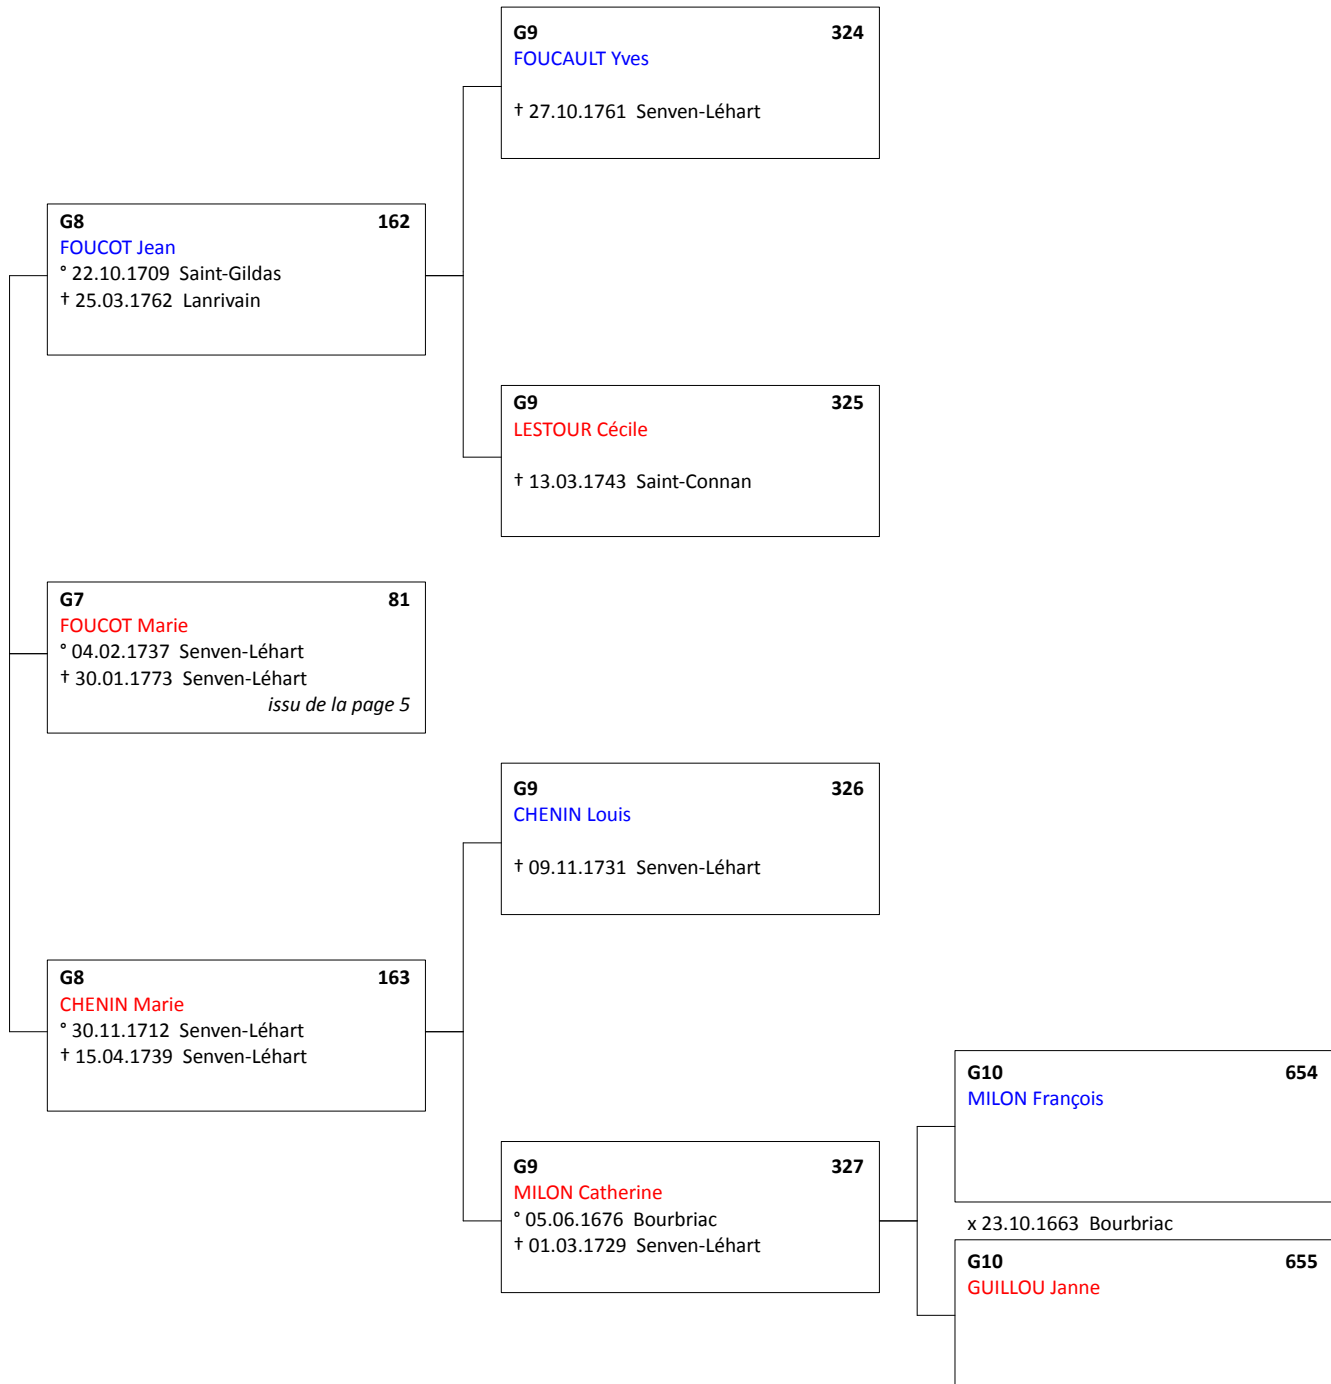 G9 324
FOUCAULT Yves
† 27.10.1761 Senven-Léhart
G8 162
FOUCOT Jean
° 22.10.1709 Saint-Gildas
† 25.03.1762 Lanrivain
G9 325
LESTOUR Cécile
† 13.03.1743 Saint-Connan
G7 81
FOUCOT Marie
° 04.02.1737 Senven-Léhart
† 30.01.1773 Senven-Léhart
issu de la page 5
G9 326
CHENIN Louis
† 09.11.1731 Senven-Léhart
G8 163
CHENIN Marie
° 30.11.1712 Senven-Léhart
† 15.04.1739 Senven-Léhart
G10 654
MILON François
G9 327
MILON Catherine
° 05.06.1676 Bourbriac
† 01.03.1729 Senven-Léhart
x 23.10.1663 Bourbriac
G10 655
GUILLOU Janne